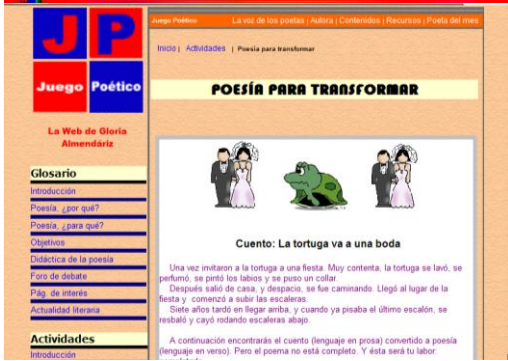 Juego Poético
La voz de los poetas | Autora | Contenidos | Recursos | Poeta del mes
JP
Juego Poético
Inicio | Actividades | Poesía para transformar
POESÍA PARA TRANSFORMAR
La Web de Gloria
Almendáriz
Glosario
Introducción
Poesía, ¿por qué?
Poesía, ¿para qué?
Objetivos
Didáctica de la poesía
Foro de debate
Pág. de interés
Actualidad literaria
Actividades
Introducción
Cuento: La tortuga va a una boda
Una vez invitaron a la tortuga a una fiesta. Muy contenta, la tortuga se lavó, se
perfumó, se pintó los labios y se puso un collar.
Después salió de casa, y despacio, se fue caminando. Llegó al lugar de la
fiesta y comenzó a subir las escaleras.
Siete años tardó en llegar arriba, y cuando ya pisaba el último escalón, se
resbaló y cayó rodando escaleras abajo.
A continuación encontrarás el cuento (lenguaje en prosa) convertido a poesía
(lenguaje en verso). Pero el poema no está completo. Y ésta será tu labor: